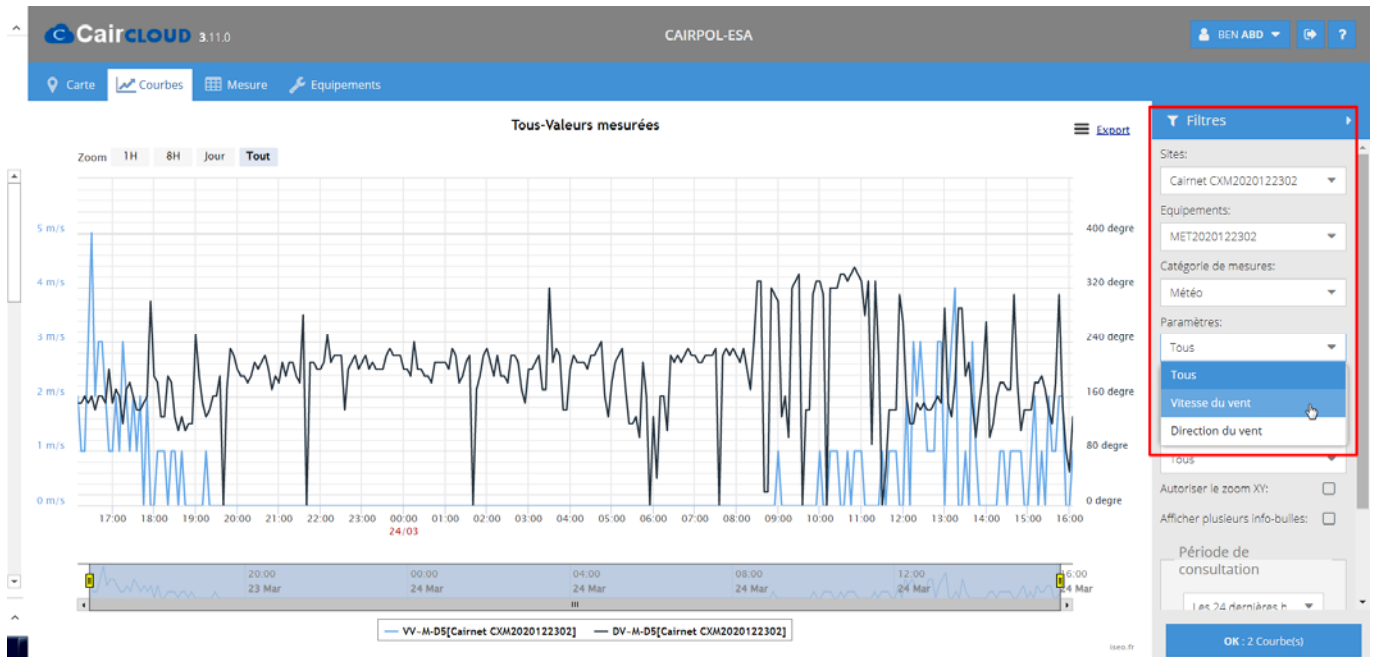 CairCLOUD 3.11.0
CAIRPOL-ESA
BEN ABD
?
Carte
Courbes
Mesure
Equipements
Tous-Valeurs mesurées
Export
Zoom 1H 8H Jour Tout
5 m/s
4 m/s
3 m/s
2 m/s
1 m/s
0 m/s
400 degre
320 degre
240 degre
160 degre
80 degre
0 degre
17:00 18:00 19:00 20:00 21:00 22:00 23:00 00:00 01:00 02:00 03:00 04:00 05:00 06:00 07:00 08:00 09:00 10:00 11:00 12:00 13:00 14:00 15:00 16:00
24/03
20:00 00:00 04:00 08:00 12:00 16:00
23 Mar 24 Mar 24 Mar 24 Mar 24 Mar 24 Mar
VV-M-D5[Cairnet CXM2020122302] DV-M-D5[Cairnet CXM2020122302]
iseo.fr
Filtres
Sites:
Cairnet CXM2020122302
Equipements:
MET2020122302
Catégorie de mesures:
Météo
Paramètres:
Tous
Tous
Vitesse du vent
Direction du vent
Tous
Autoriser le zoom XY:
Afficher plusieurs info-bulles:
Période de
consultation
Les 24 dernières h
OK : 2 Courbe(s)